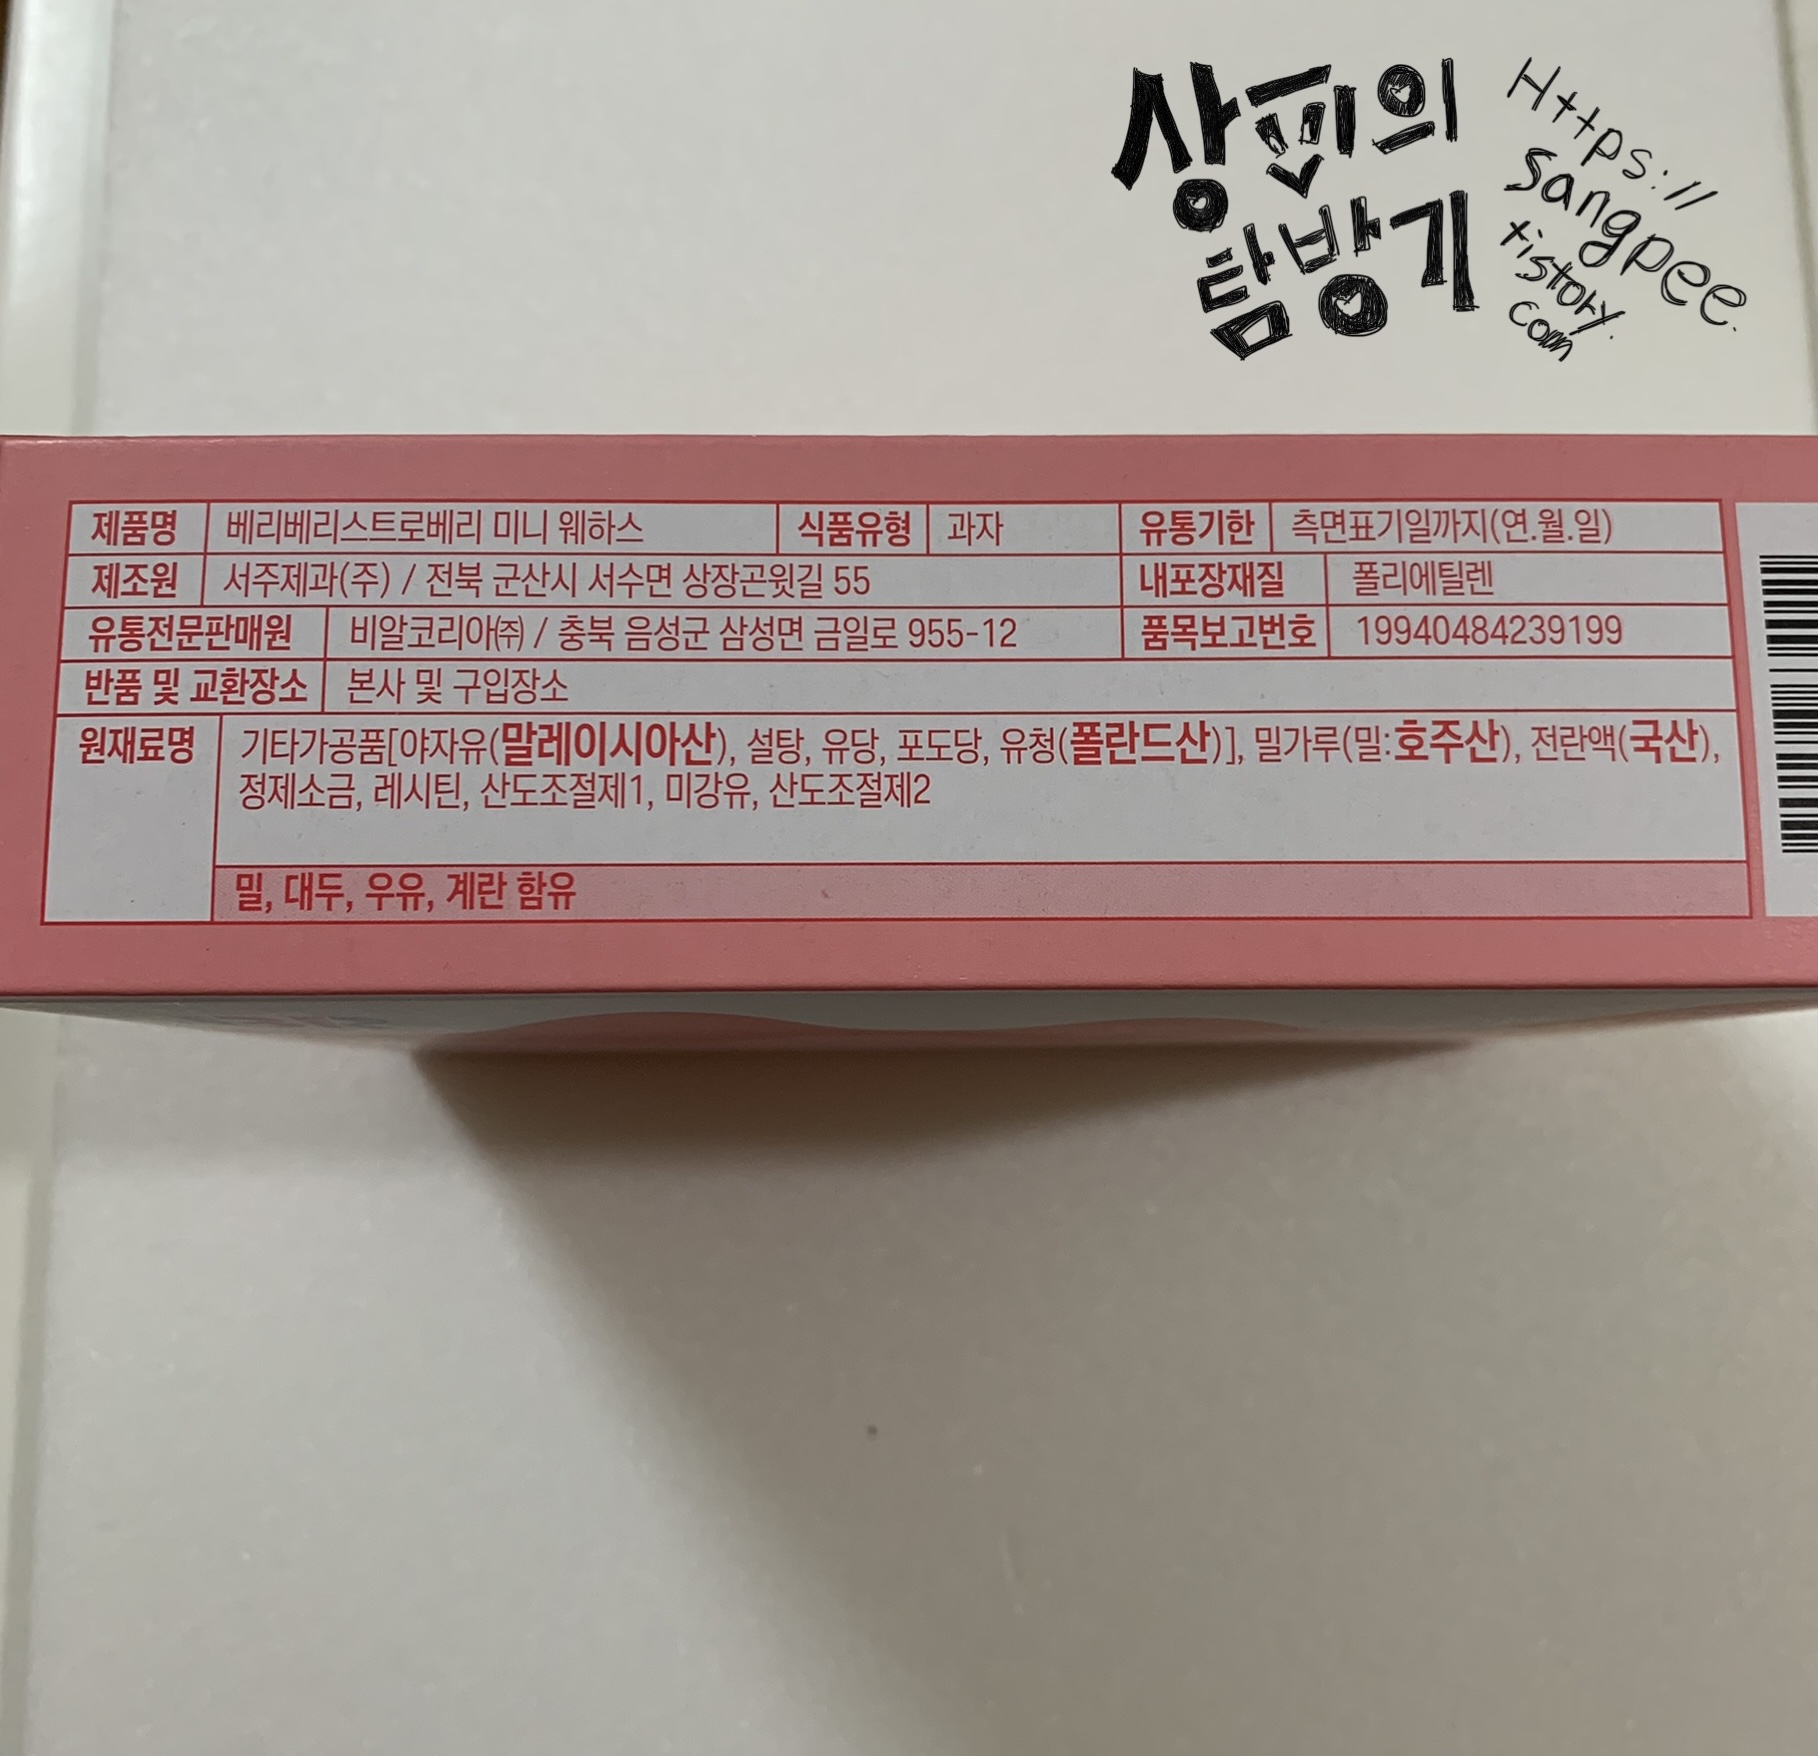 상피의
탐방기
Https://
sangpee.
tistory.
com
제품명 베리베리스트로베리 미니 웨하스 식품유형 과자 유통기한 측면표기일까지(연.월.일)
제조원 서주제과(주) / 전북 군산시 서수면 상장곤윗길 55 내포장재질 폴리에틸렌
유통전문판매원 비알코리아㈜ / 충북 음성군 삼성면 금일로 955-12 품목보고번호 19940484239199
반품 및 교환장소 본사 및 구입장소
원재료명 기타가공품[야자유(말레이시아산), 설탕, 유당, 포도당, 유청(폴란드산)], 밀가루(밀:호주산), 전란액(국산),
정제소금, 레시틴, 산도조절제1, 미강유, 산도조절제2
밀, 대두, 우유, 계란 함유